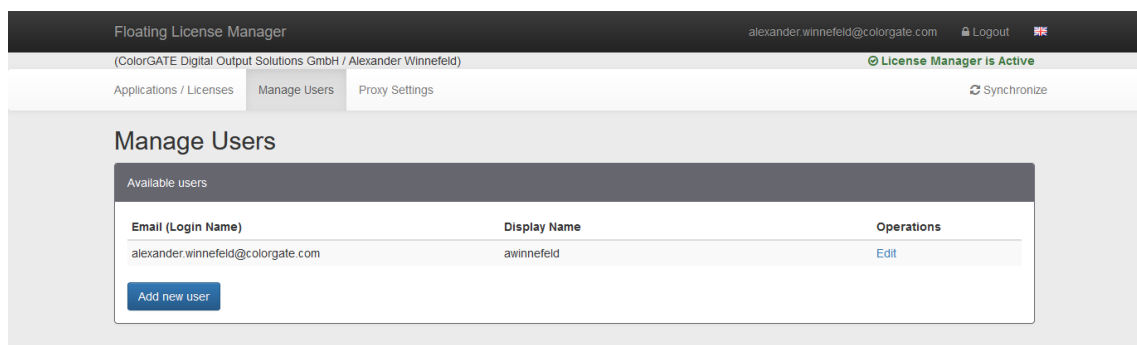 Floating License Manager alexander.winnefeld@colorgate.com Logout
(ColorGATE Digital Output Solutions GmbH / Alexander Winnefeld) License Manager is Active
Applications / Licenses Manage Users Proxy Settings Synchronize
Manage Users
Available users
Email (Login Name) Display Name Operations
alexander.winnefeld@colorgate.com awinnefeld Edit
Add new user